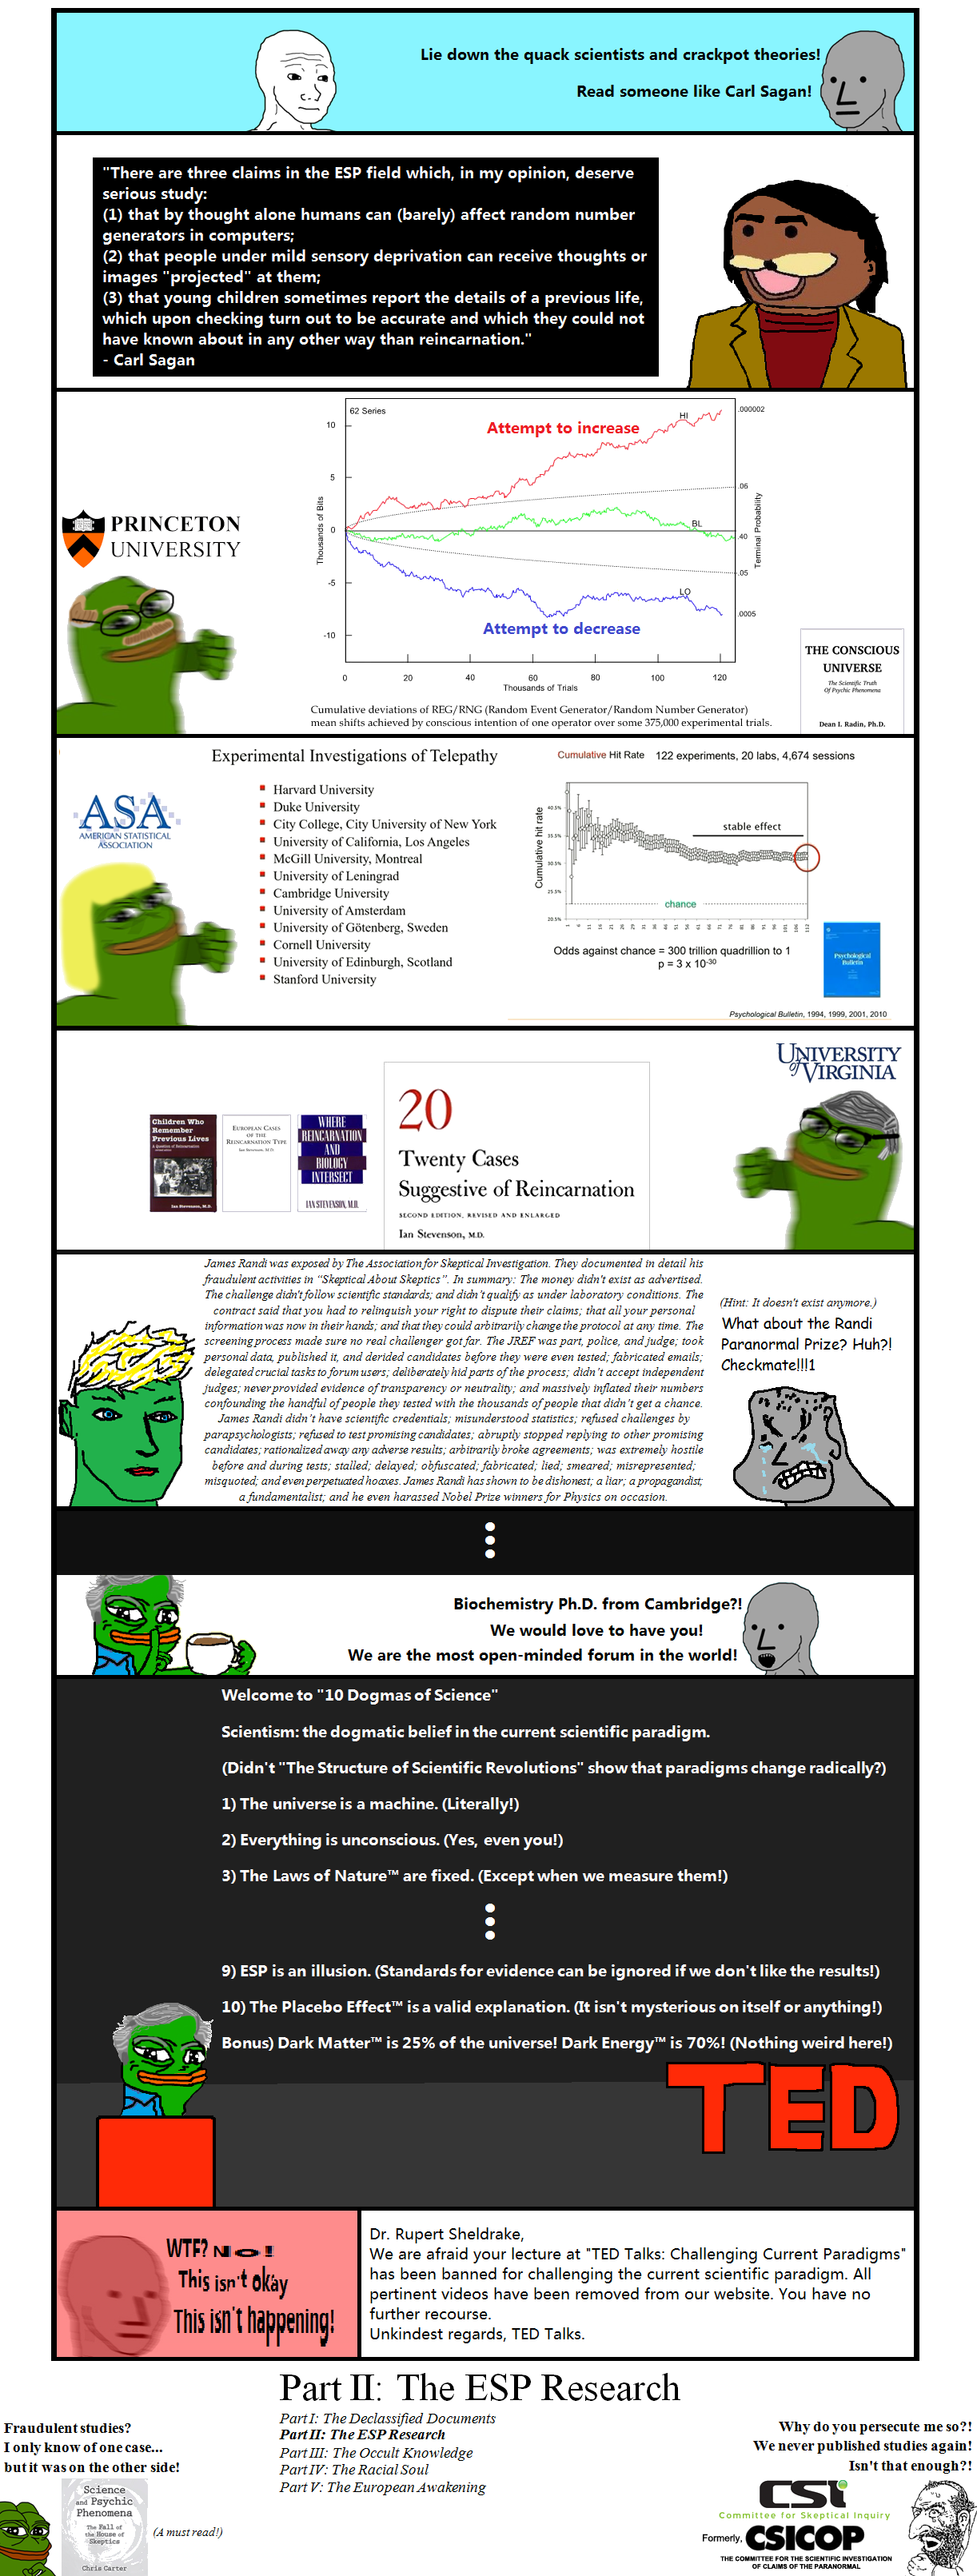 Lie down the quack scientists and crackpot theories!
Read someone like Carl Sagan!
"There are three claims in the ESP field which, in my opinion, deserve
serious study:
(1) that by thought alone humans can (barely) affect random number
generators in computers;
(2) that people under mild sensory deprivation can receive thoughts or
images "projected" at them;
(3) that young children sometimes report the details of a previous life,
which upon checking turn out to be accurate and which they could not
have known about in any other way than reincarnation."
- Carl Sagan
PRINCETON
UNIVERSITY
62 Series
Attempt to increase
HI
BL
LO
Attempt to decrease
10
5
0
-5
-10
Thousands of Bits
.000002
.06
.40
.05
.0005
Terminal Probability
0 20 40 60 80 100 120
Thousands of Trials
Cumulative deviations of REG/RNG (Random Event Generator/Random Number Generator)
mean shifts achieved by conscious intention of one operator over some 375,000 experimental trials.
THE CONSCIOUS
UNIVERSE
The Scientific Truth
Of Psychic Phenomena
Dean I. Radin, Ph.D.
ASA
AMERICAN STATISTICAL
ASSOCIATION
Experimental Investigations of Telepathy
Harvard University
Duke University
City College, City University of New York
University of California, Los Angeles
McGill University, Montreal
University of Leningrad
Cambridge University
University of Amsterdam
University of Götenberg, Sweden
Cornell University
University of Edinburgh, Scotland
Stanford University
Cumulative Hit Rate 122 experiments, 20 labs, 4,674 sessions
Cumulative hit rate
40.5%
35.5%
30.5%
25.5%
20.5%
stable effect
chance
Odds against chance = 300 trillion quadrillion to 1
p = 3 x 10-30
Psychological
Bulletin
Psychological Bulletin, 1994, 1999, 2001, 2010
UNIVERSITY
of VIRGINIA
Children Who
Remember
Previous Lives
Ian Stevenson, M.D.
EUROPEAN CASES
OF THE
REINCARNATION TYPE
Ian Stevenson, M.D.
WHERE
REINCARNATION
AND
BIOLOGY
INTERSECT
IAN STEVENSON, M.D.
20
Twenty Cases
Suggestive of Reincarnation
SECOND EDITION, REVISED AND ENLARGED
Ian Stevenson, M.D.
James Randi was exposed by The Association for Skeptical Investigation. They documented in detail his
fraudulent activities in "Skeptical About Skeptics". In summary: The money didn't exist as advertised.
The challenge didn't follow scientific standards; and didn't qualify as under laboratory conditions. The
contract said that you had to relinquish your right to dispute their claims; that all your personal
information was now in their hands; and that they could arbitrarily change the protocol at any time. The
screening process made sure no real challenger got far. The JREF was part, police, and judge; took
personal data, published it, and derided candidates before they were even tested; fabricated emails;
delegated crucial tasks to forum users; deliberately hid parts of the process; didn't accept independent
judges; never provided evidence of transparency or neutrality; and massively inflated their numbers
confounding the handful of people they tested with the thousands of people that didn't get a chance.
James Randi didn't have scientific credentials; misunderstood statistics; refused challenges by
parapsychologists; refused to test promising candidates; abruptly stopped replying to other promising
candidates; rationalized away any adverse results; arbitrarily broke agreements; was extremely hostile
before and during tests; stalled; delayed; obfuscated; fabricated; lied; smeared; misrepresented;
misquoted; and even perpetuated hoaxes. James Randi has shown to be dishonest; a liar; a propagandist;
a fundamentalist; and he even harassed Nobel Prize winners for Physics on occasion.
(Hint: It doesn't exist anymore.)
What about the Randi
Paranormal Prize? Huh?!
Checkmate!!!1
Biochemistry Ph.D. from Cambridge?!
We would love to have you!
We are the most open-minded forum in the world!
Welcome to "10 Dogmas of Science"
Scientism: the dogmatic belief in the current scientific paradigm.
(Didn't "The Structure of Scientific Revolutions" show that paradigms change radically?)
1) The universe is a machine. (Literally!)
2) Everything is unconscious. (Yes, even you!)
3) The Laws of Nature™ are fixed. (Except when we measure them!)
9) ESP is an illusion. (Standards for evidence can be ignored if we don't like the results!)
10) The Placebo Effect™ is a valid explanation. (It isn't mysterious on itself or anything!)
Bonus) Dark Matter™ is 25% of the universe! Dark Energy™ is 70%! (Nothing weird here!)
TED
WTF? No!
This isn't okay
This isn't happening!
Dr. Rupert Sheldrake,
We are afraid your lecture at "TED Talks: Challenging Current Paradigms"
has been banned for challenging the current scientific paradigm. All
pertinent videos have been removed from our website. You have no
further recourse.
Unkindest regards, TED Talks.
Part II: The ESP Research
Part I: The Declassified Documents
Part II: The ESP Research
Part III: The Occult Knowledge
Part IV: The Racial Soul
Part V: The European Awakening
Fraudulent studies?
I only know of one case...
but it was on the other side!
Science
and Psychic
Phenomena
The Fall of
the House of
Skeptics
Chris Carter
(A must read!)
Why do you persecute me so?!
We never published studies again!
Isn't that enough?!
CSI
Committee for Skeptical Inquiry
Formerly, CSICOP
THE COMMITTEE FOR THE SCIENTIFIC INVESTIGATION
OF CLAIMS OF THE PARANORMAL